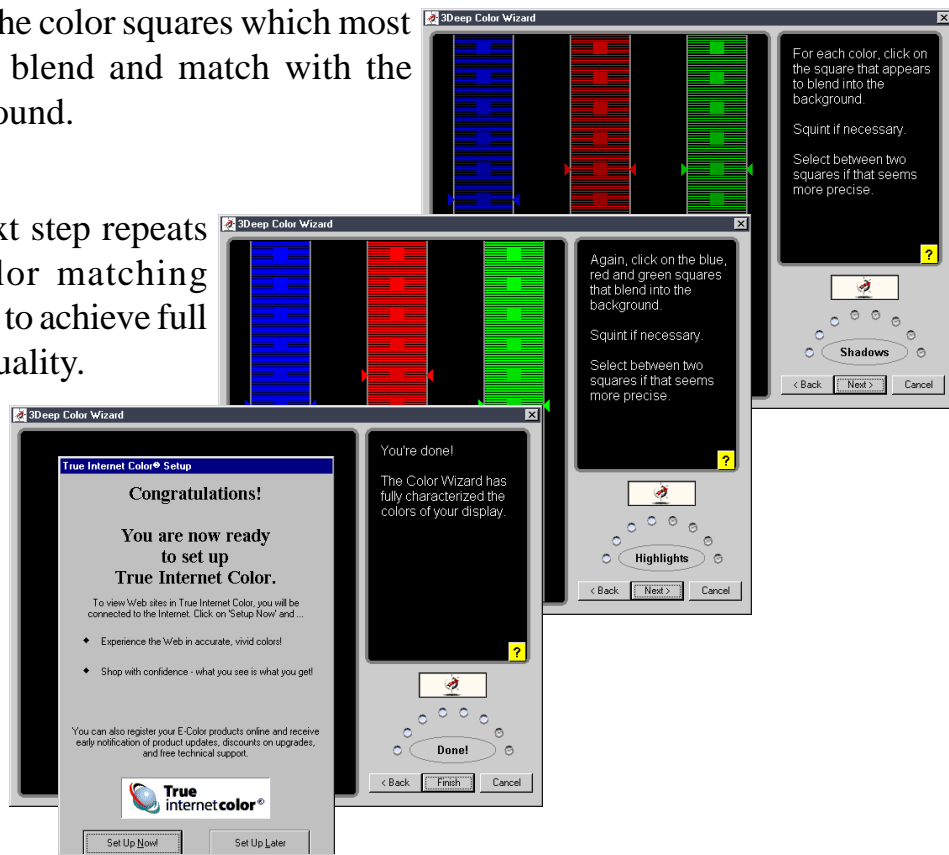 he color squares which most
blend and match with the
ound.
xt step repeats
lor matching
to achieve full
uality.
3Deep Color Wizard
For each color, click on
the square that appears
to blend into the
background.
Squint if necessary.
Select between two
squares if that seems
more precise.
?
Shadows
< Back
Next >
Cancel
3Deep Color Wizard
Again, click on the blue,
red and green squares
that blend into the
background.
Squint if necessary.
Select between two
squares if that seems
more precise.
?
Highlights
< Back
Next >
Cancel
3Deep Color Wizard
You're done!
The Color Wizard has
fully characterized the
colors of your display.
?
Done!
< Back
Finish
Cancel
True Internet Color® Setup
Congratulations!
You are now ready
to set up
True Internet Color.
To view Web sites in True Internet Color, you will be
connected to the Internet. Click on 'Setup Now' and ...
◆ Experience the Web in accurate, vivid colors!
◆ Shop with confidence - what you see is what you get!
You can also register your E-Color products online and receive
early notification of product updates, discounts on upgrades,
and free technical support.
True
internetcolor®
Set Up Now!
Set Up Later